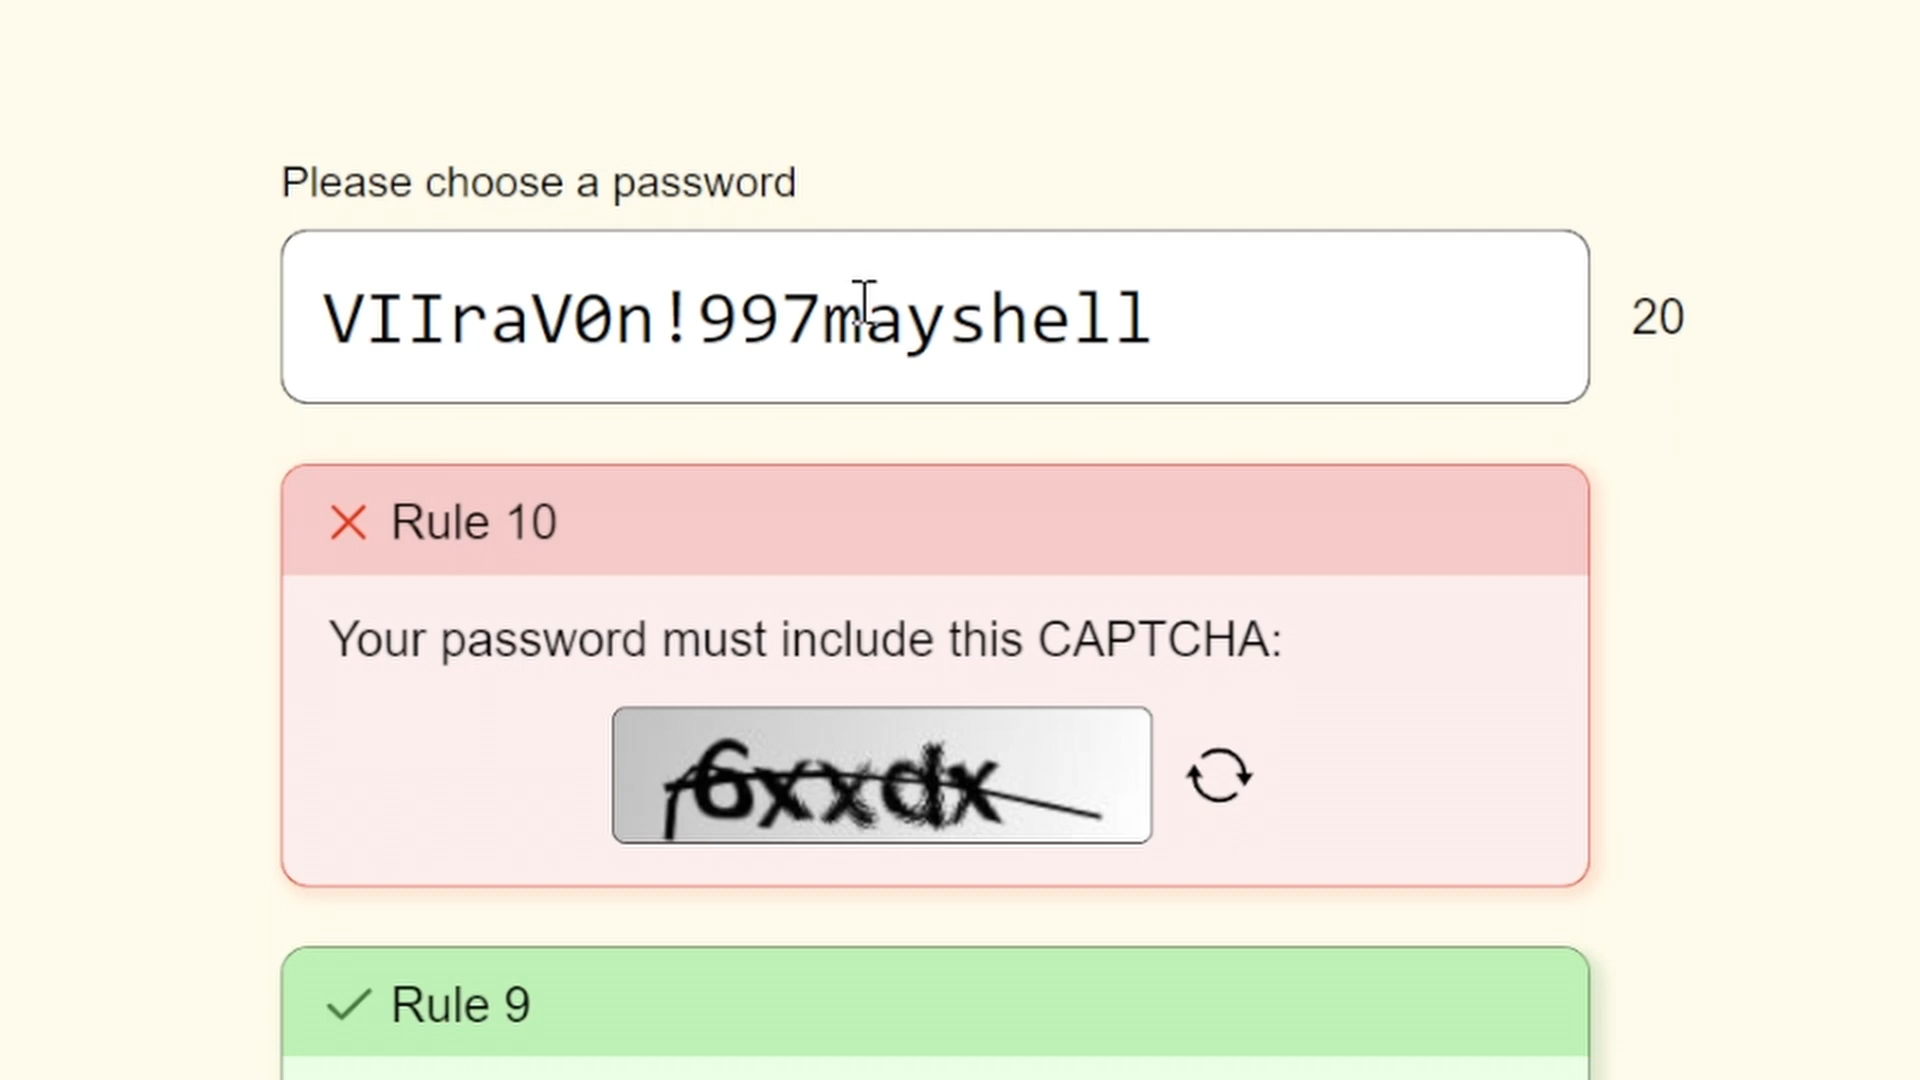 Please choose a password
VIIraV0n!997mayshell 20
Rule 10
Your password must include this CAPTCHA:
6xxdx
Rule 9